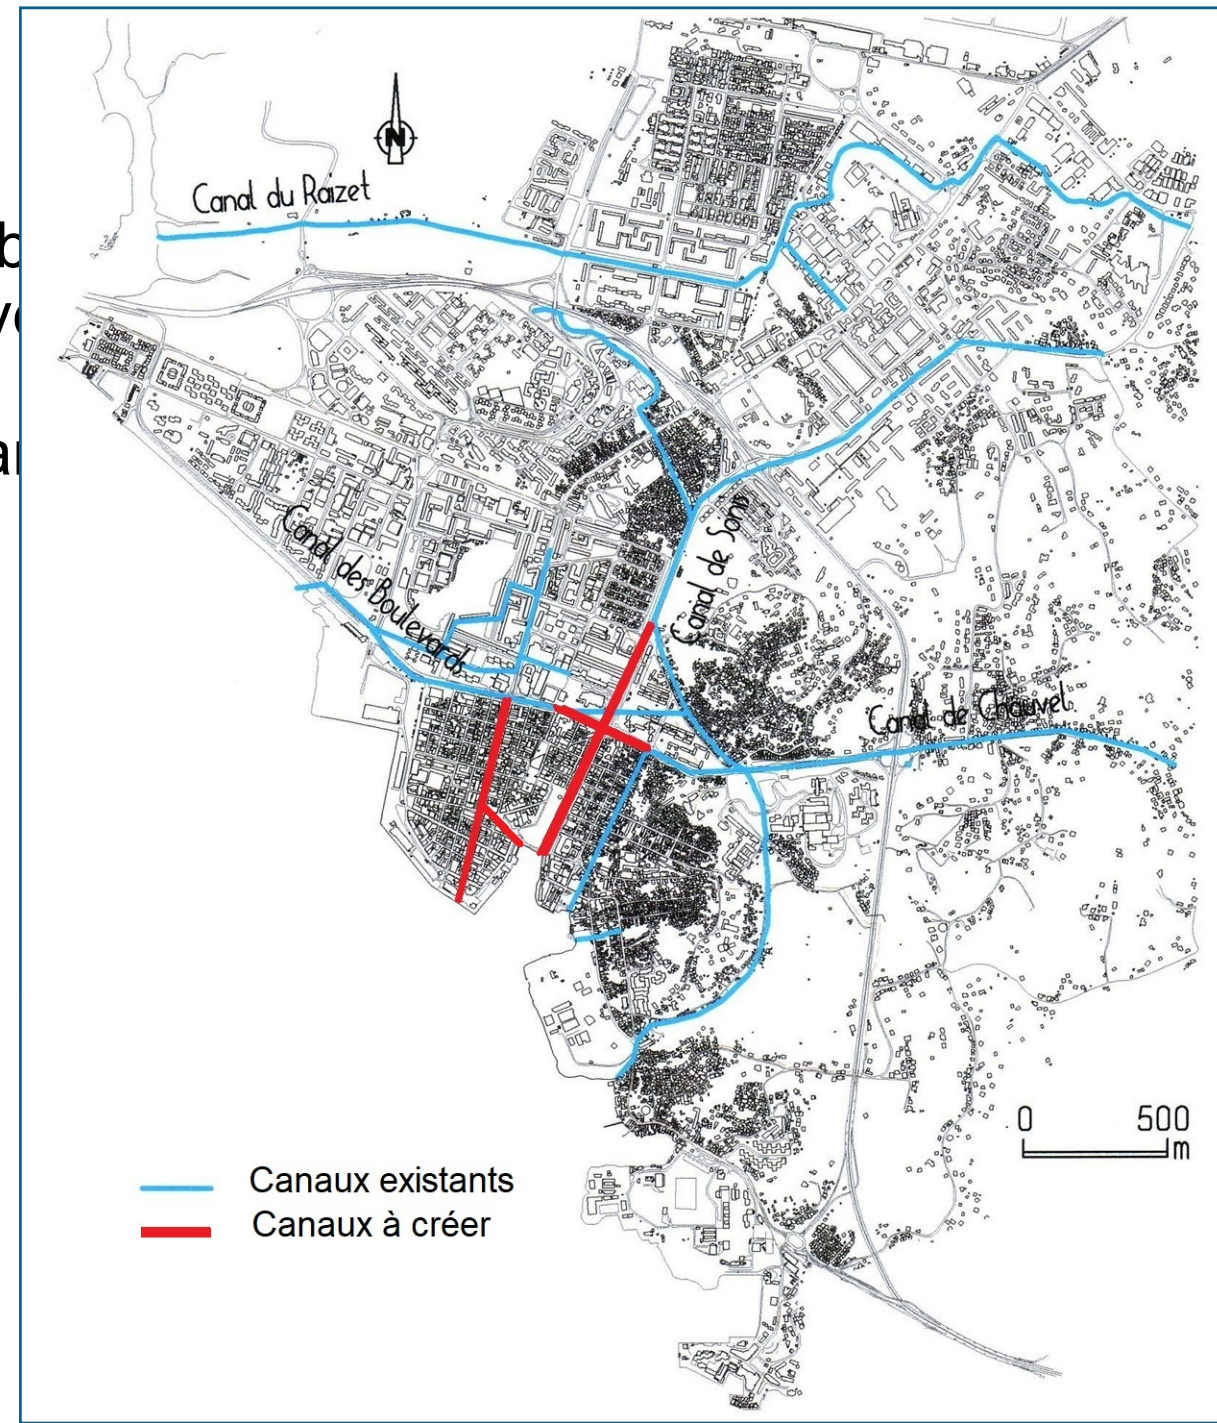 N
Canal du Raizet
Canal des Boulevards
Canal de Sonis
Canal de Chauvel
0 500
m
Canaux existants
Canaux à créer